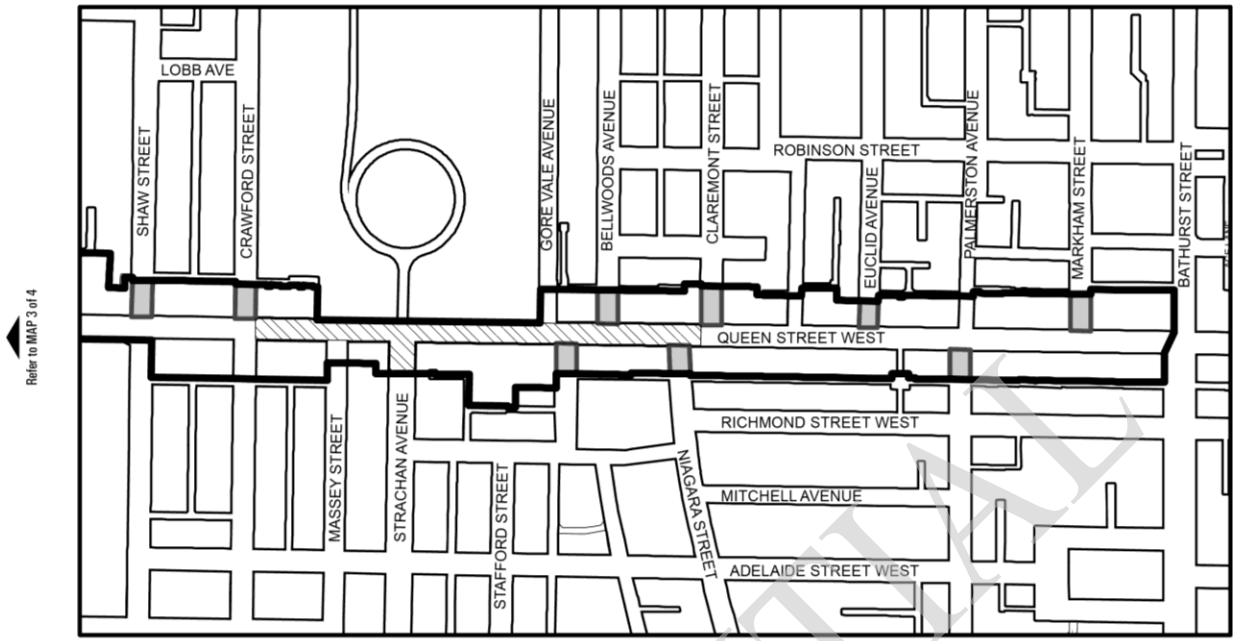 LOBB AVE
SHAW STREET
CRAWFORD STREET
GORE VALE AVENUE
BELLWOODS AVENUE
CLAREMONT STREET
ROBINSON STREET
EUCLID AVENUE
PALMERSTON AVENUE
MARKHAM STREET
BATHURST STREET
Refer to MAP 3 of 4
QUEEN STREET WEST
RICHMOND STREET WEST
MASSEY STREET
STRACHAN AVENUE
STAFFORD STREET
NIAGARA STREET
MITCHELL AVENUE
ADELAIDE STREET WEST
TIAL